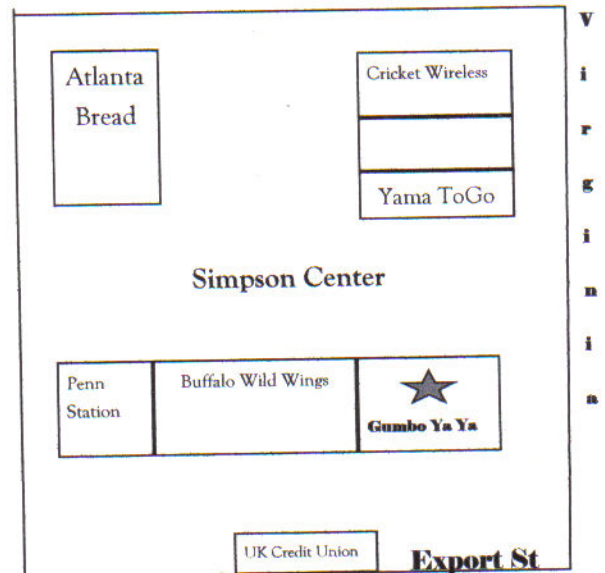 Atlanta
Bread
Cricket Wireless
Yama ToGo
Simpson Center
Penn
Station
Buffalo Wild Wings
Gumbo Ya Ya
UK Credit Union
Export St
Virginia